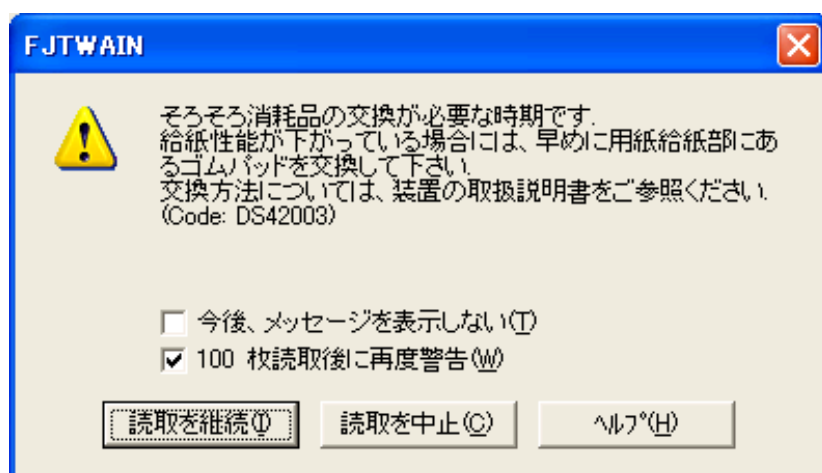 FJTWAIN
そろそろ消耗品の交換が必要な時期です.
給紙性能が下がっている場合には、早めに用紙給紙部にあ
るゴムパッドを交換して下さい.
交換方法については、装置の取扱説明書をご参照ください.
(Code: DS42003)
今後、メッセージを表示しない(T)
100 枚読取後に再度警告(W)
読取を継続(I)
読取を中止(C)
ﾍﾙﾌﾟ(H)